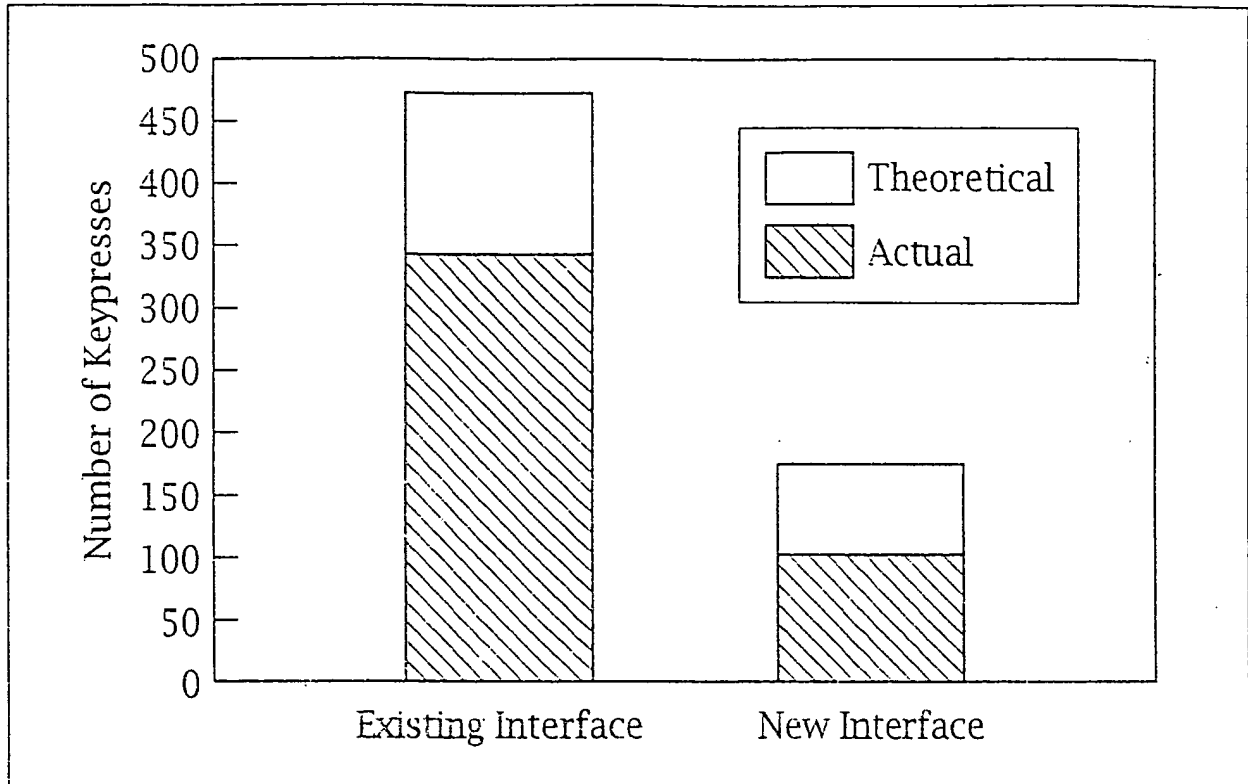 500
450
400
350
300
250
200
150
100
50
0
Number of Keypresses
Theoretical
Actual
Existing Interface
New Interface